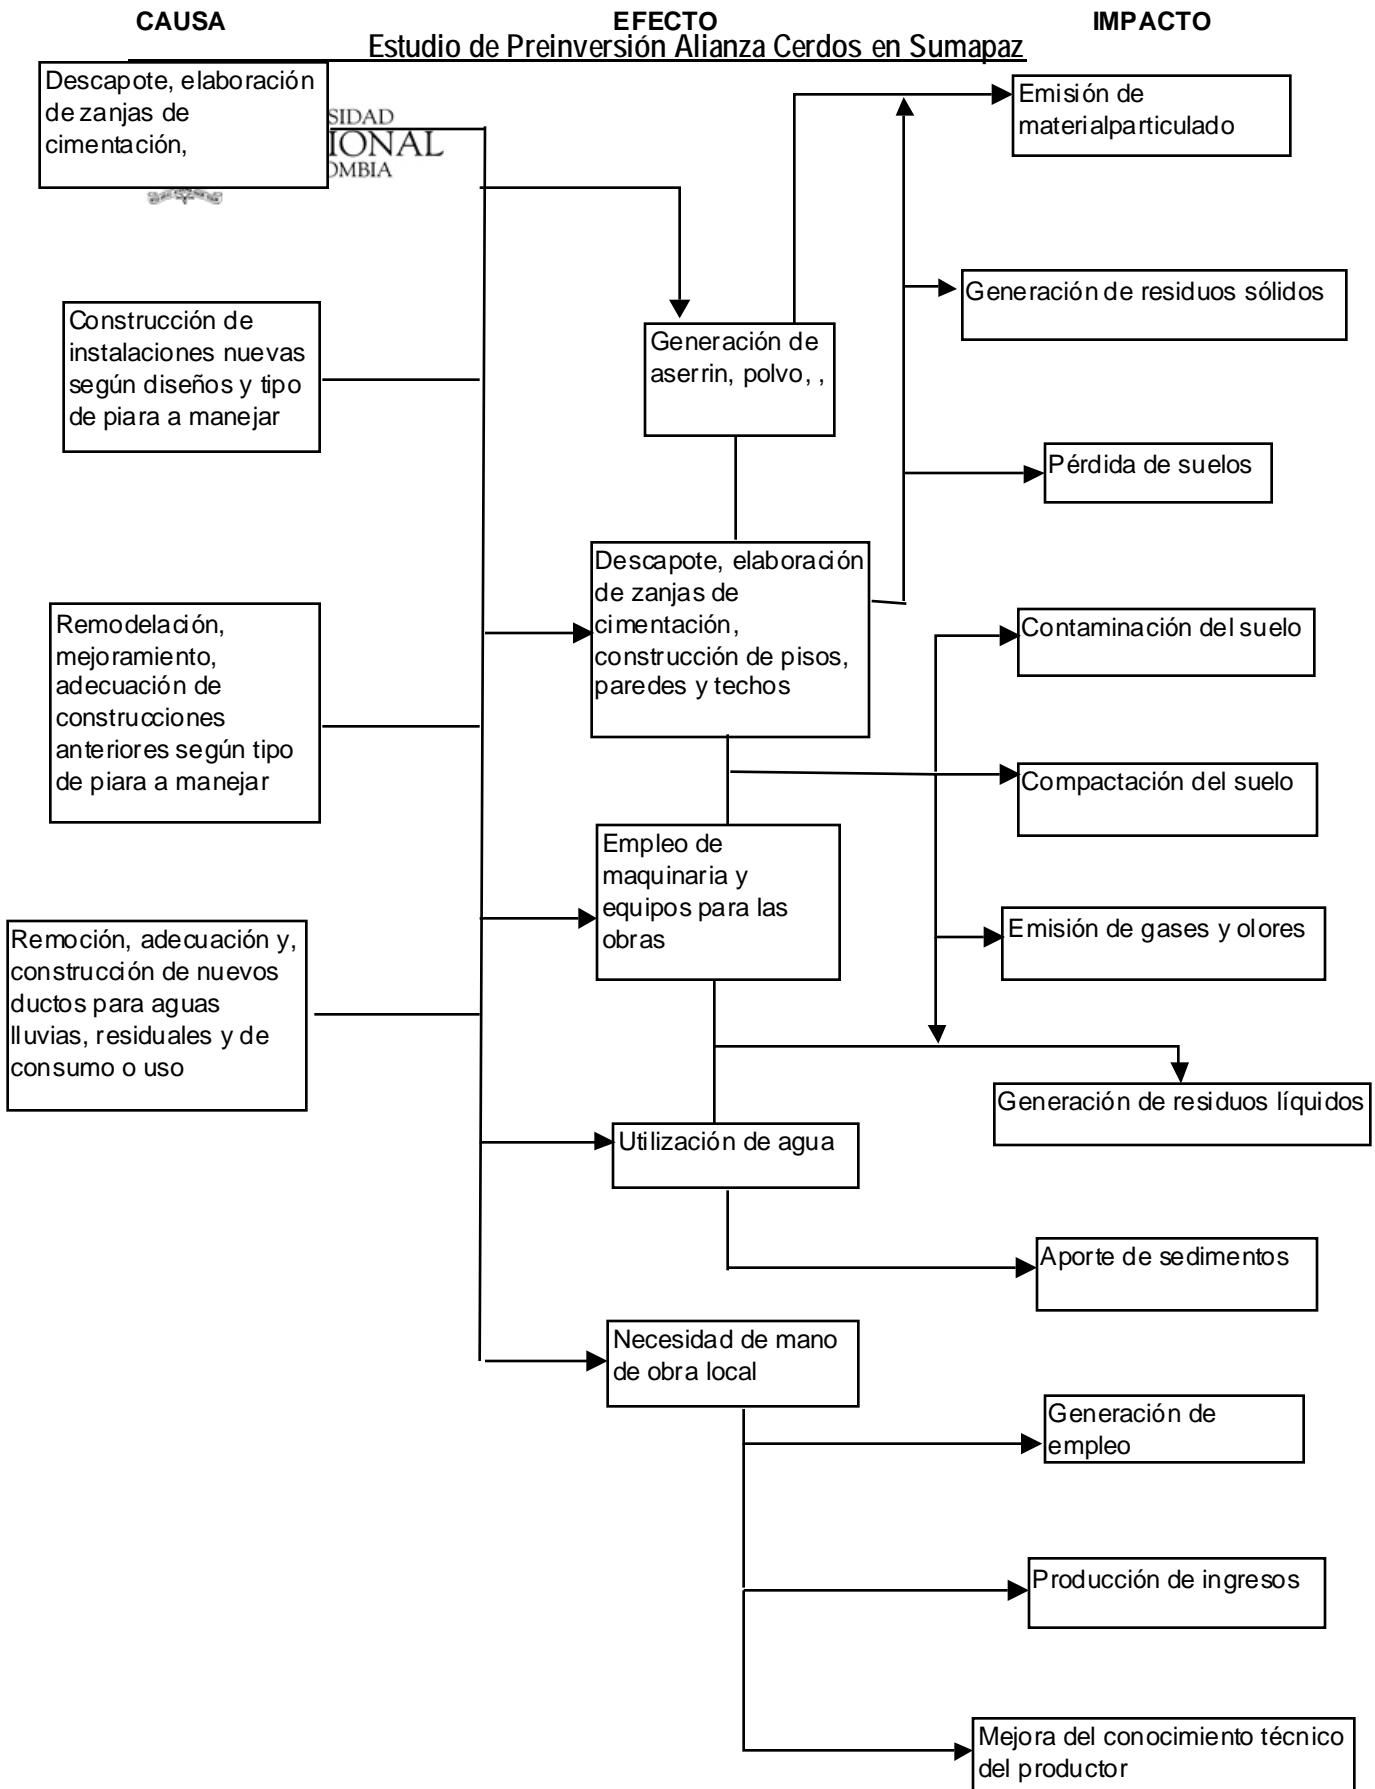 CAUSA EFECTO IMPACTO
Estudio de Preinversión Alianza Cerdos en Sumapaz
Descapote, elaboración
de zanjas de
cimentación,
SIDAD
IONAL
OMBIA
Emisión de
materialparticulado
Generación de residuos sólidos
Construcción de
instalaciones nuevas
según diseños y tipo
de piara a manejar
Generación de
aserrin, polvo, ,
Pérdida de suelos
Descapote, elaboración
de zanjas de
cimentación,
construcción de pisos,
paredes y techos
Remodelación,
mejoramiento,
adecuación de
construcciones
anteriores según tipo
de piara a manejar
Contaminación del suelo
Compactación del suelo
Empleo de
maquinaria y
equipos para las
obras
Emisión de gases y olores
Remoción, adecuación y,
construcción de nuevos
ductos para aguas
lluvias, residuales y de
consumo o uso
Generación de residuos líquidos
Utilización de agua
Aporte de sedimentos
Necesidad de mano
de obra local
Generación de
empleo
Producción de ingresos
Mejora del conocimiento técnico
del productor